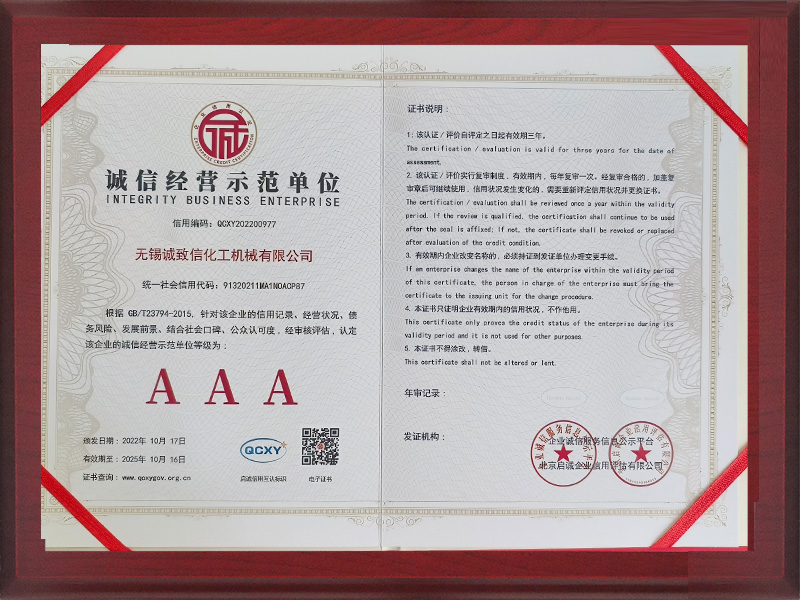 企业信用认证
ENTERPRISE CREDIT CERTIFICATION
诚信经营示范单位
INTEGRITY BUSINESS ENTERPRISE
信用编码：QCXY202200977
无锡诚致信化工机械有限公司
统一社会信用代码：91320211MA1NOACP87
根据 GB/T23794-2015，针对该企业的信用记录、经营状况、债
务风险、发展前景、结合社会口碑、公众认可度，经审核评估，认定
该企业的诚信经营示范单位等级为：
AAA
颁发日期：2022年 10月 17日
有效期至：2025年 10月 16日
证书查询：www.qcxygov.org.cn
QCXY
启诚信用互认标识
电子证书
证书说明：
1：该认证／评价自评定之日起有效期三年。
The certification / evaluation is valid for three years for the date of
assessment.
2．该认证／评价实行复审制度，有效期内，每年复审一次。经复审合格的，加盖复
审章后可继续使用，信用状况发生变化的，需要重新评定信用状况并更换证书。
The certification / evaluation shall be reviewed once a year within the validity
period. If the review is qualified, the certification shall continue to be used
after the seal is affixed; If not, the certificate shall be revoked or replaced
after evaluation of the credit condition.
3．有效期内企业改变名称的，必须持证到发证单位办理变更手续。
If an enterprise changes the name of the enterprise within the validity period
of this certificate, the person in charge of the enterprise must bring the
certificate to the issuing unit for the change procedure.
4．本证书只证明企业有效期内的信用状况，不作他用。
This certificate only proves the credit status of the enterprise during its
validity period and it is not used for other purposes.
5．本证书不得涂改，转借。
This certificate shall not be altered or lent.
年审记录：
发证机构：
企业诚信服务信息公示平台
北京启诚企业信用评估有限公司